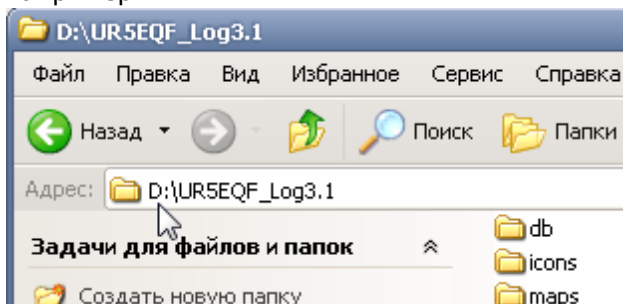 D:\UR5EQF_Log3.1
Файл Правка Вид Избранное Сервис Справка
Назад Поиск Папки
Адрес: D:\UR5EQF_Log3.1
Задачи для файлов и папок
db
icons
Создать новую папку
maps